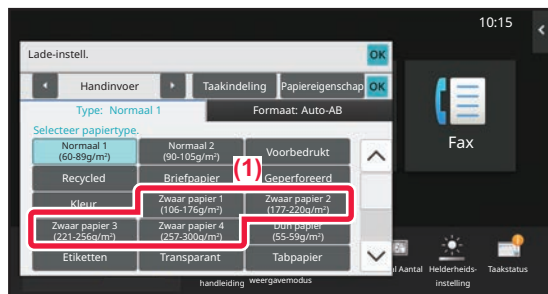 10:15
Lade-instell.
OK
Handinvoer
Taakindeling
Papiereigenschap
OK
Type: Normaal 1
Formaat: Auto-AB
Selecteer papiertype.
Normaal 1
(60-89g/m²)
Normaal 2
(90-105g/m²)
Voorbedrukt
Recycled
Briefpapier
(1)
Geperforeerd
Kleur
Zwaar papier 1
(106-176g/m²)
Zwaar papier 2
(177-220g/m²)
Zwaar papier 3
(221-256g/m²)
Zwaar papier 4
(257-300g/m²)
Dun papier
(55-59g/m²)
Etiketten
Transparant
Tabpapier
Fax
handleiding
weergavemodus
l Aantal
Helderheids-
instelling
Taakstatus